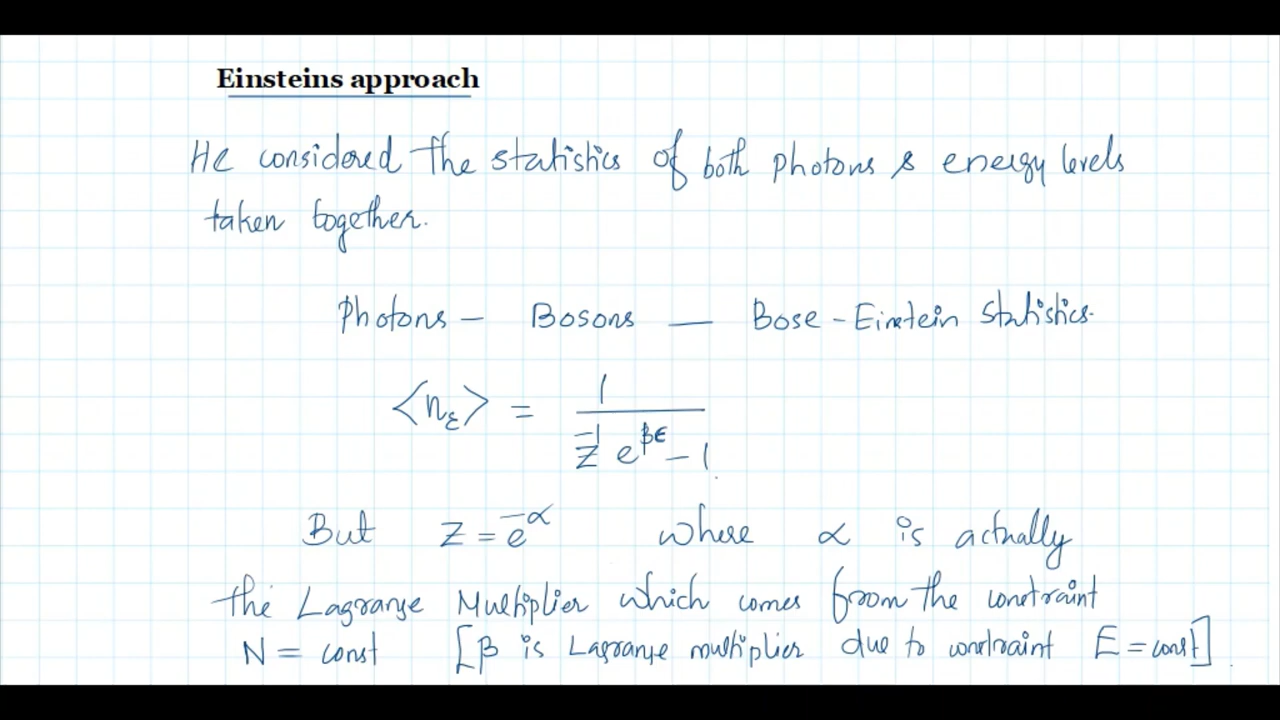 Einsteins approach
He considered the statistics of both photons & energy levels
taken together.
Photons — Bosons — Bose-Einstein Statistics.
<n_ε> = 1 / (z^{-1} e^{βε} - 1)
But z = e^{-α} where α is actually
the Lagrange Multiplier which comes from the constraint
N = const [β is Lagrange multiplier due to constraint E = const].